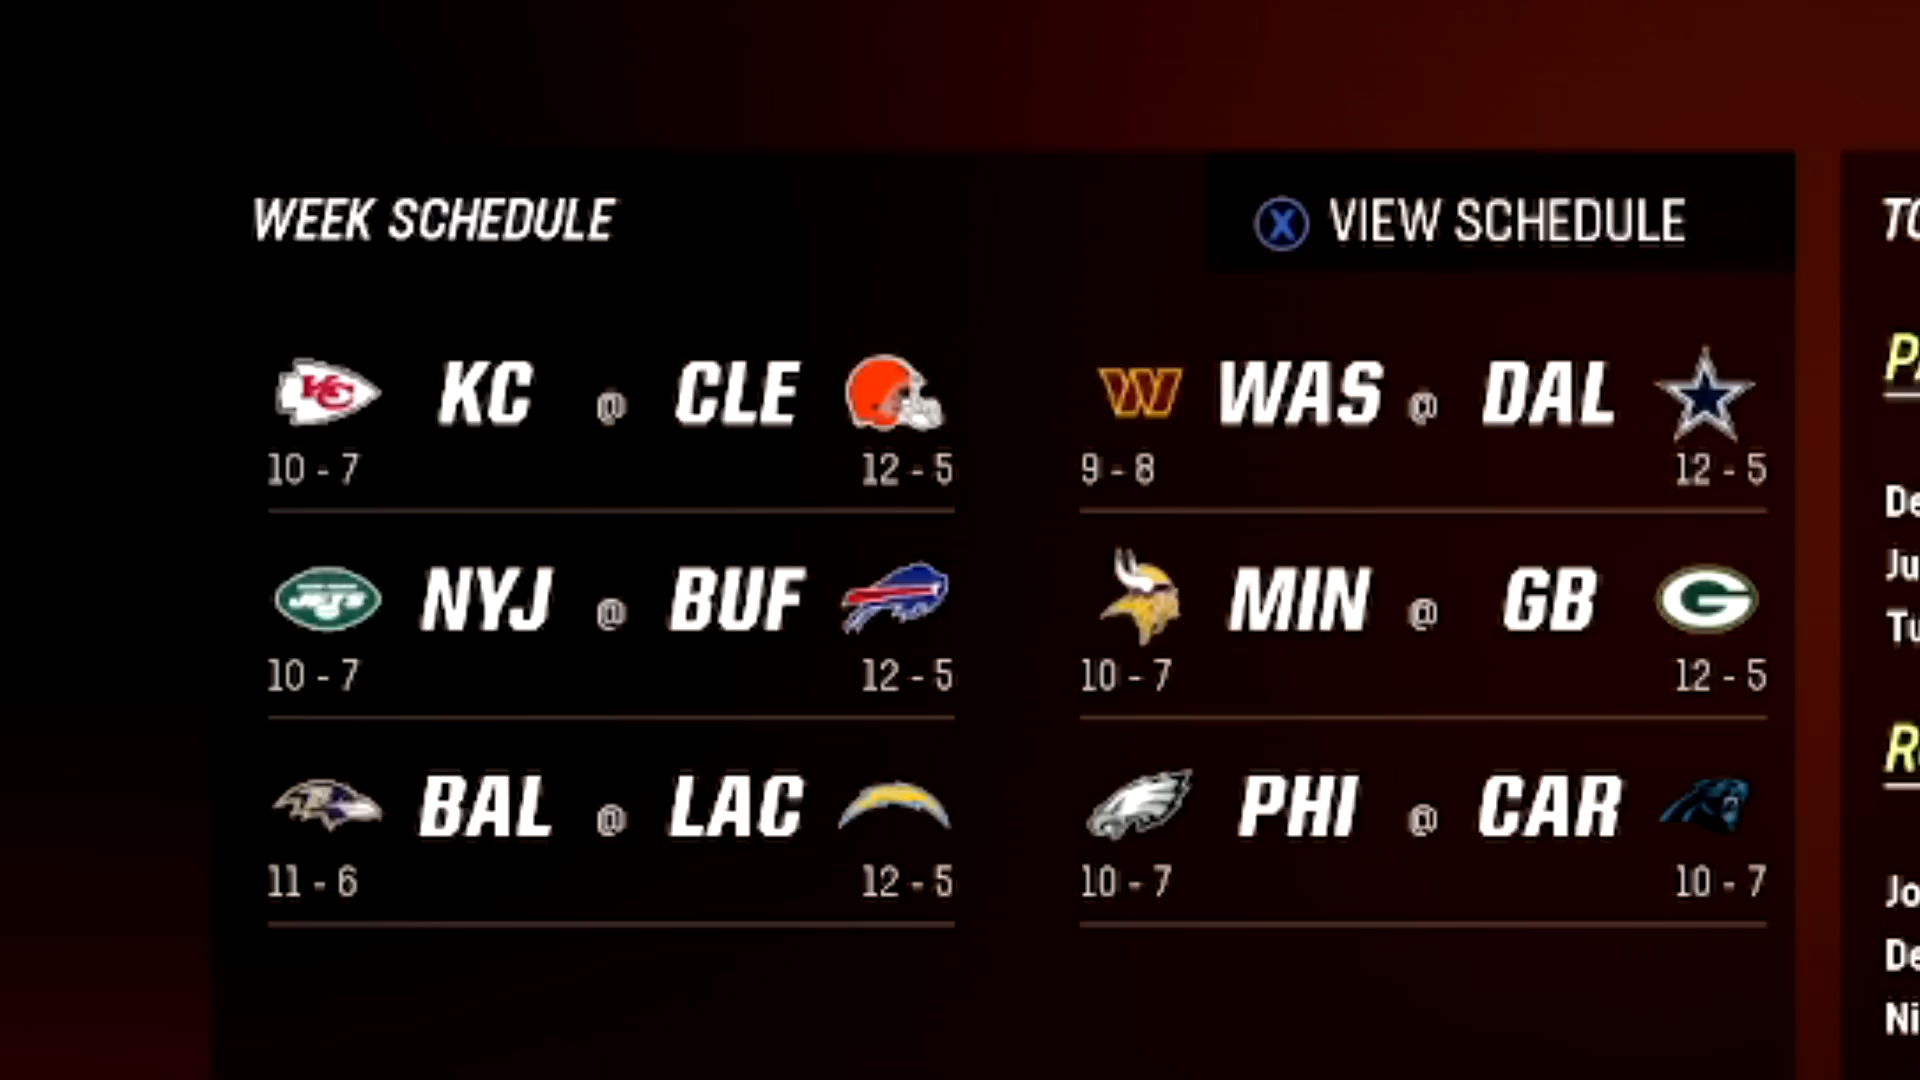 WEEK SCHEDULE
X VIEW SCHEDULE
KC @ CLE
10 - 7 12 - 5
WAS @ DAL
9 - 8 12 - 5
NYJ @ BUF
10 - 7 12 - 5
MIN @ GB
10 - 7 12 - 5
BAL @ LAC
11 - 6 12 - 5
PHI @ CAR
10 - 7 10 - 7